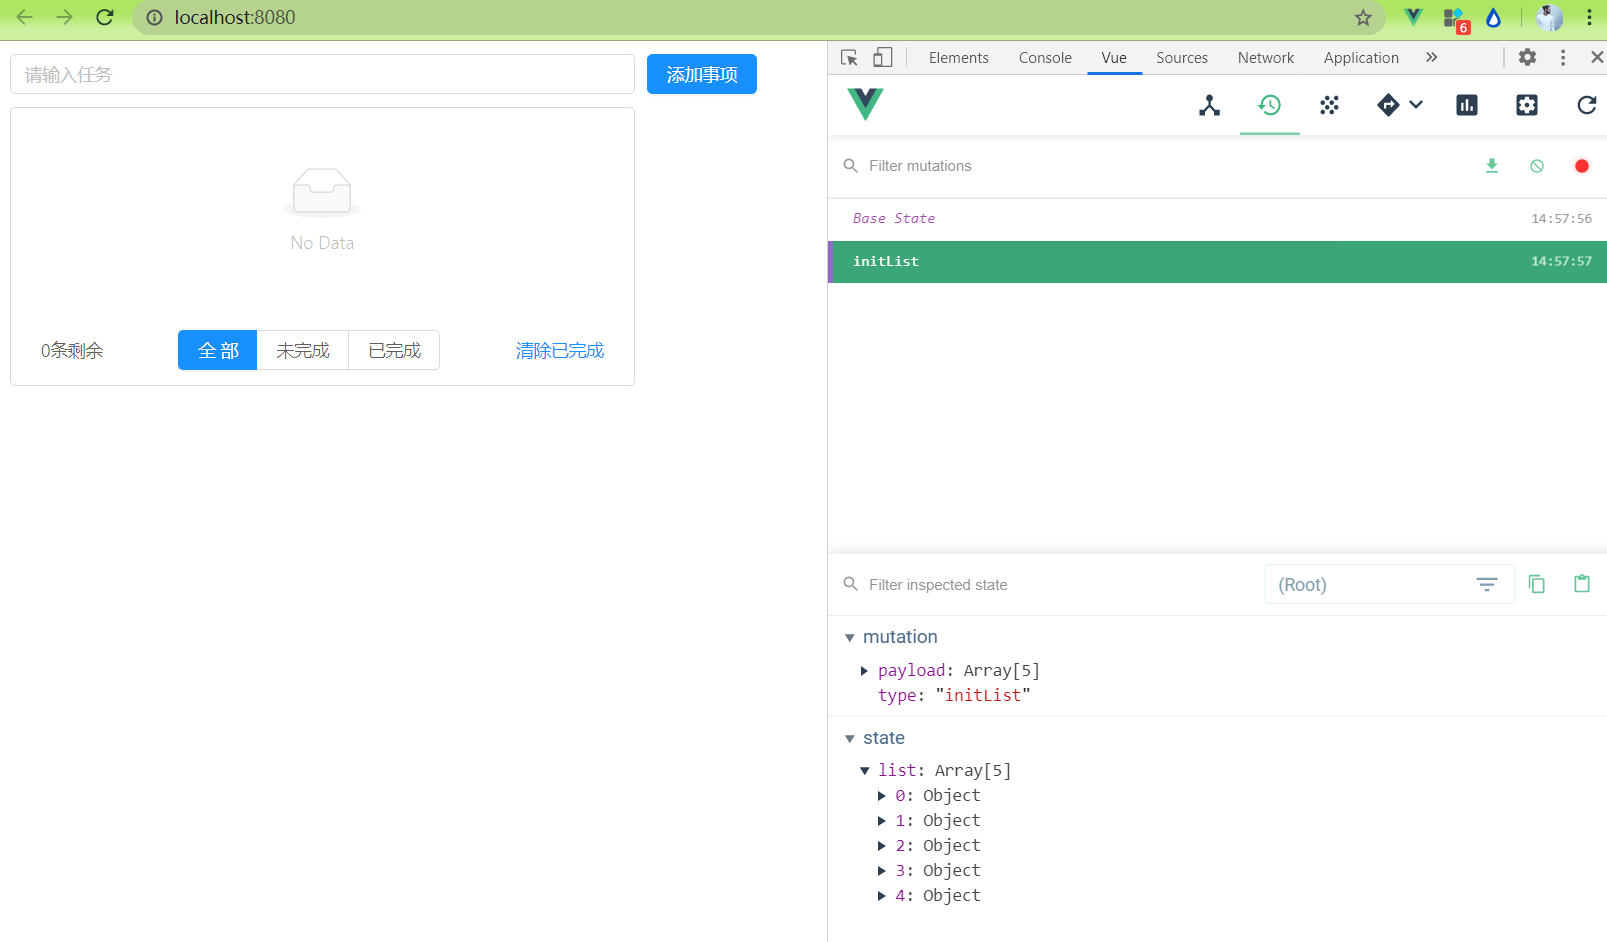 localhost:8080
6
请输入任务
添加事项
No Data
0条剩余
全 部
未完成
已完成
清除已完成
Elements Console Vue Sources Network Application »
Filter mutations
Base State 14:57:56
initList 14:57:57
Filter inspected state
(Root)
mutation
payload: Array[5]
type: "initList"
state
list: Array[5]
0: Object
1: Object
2: Object
3: Object
4: Object